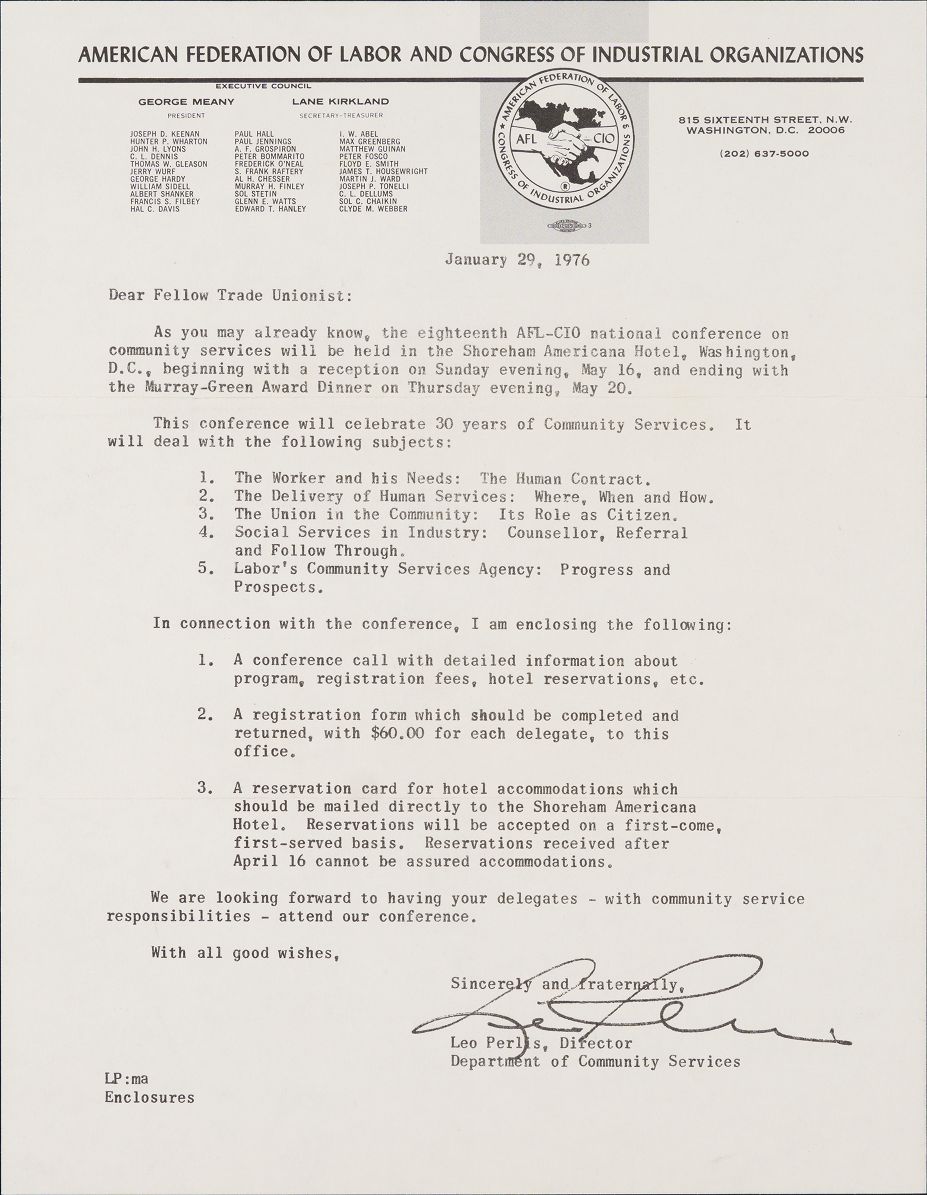 AMERICAN FEDERATION OF LABOR AND CONGRESS OF INDUSTRIAL ORGANIZATIONS
EXECUTIVE COUNCIL
GEORGE MEANY LANE KIRKLAND
PRESIDENT SECRETARY-TREASURER
JOSEPH D. KEENAN PAUL HALL I. W. ABEL
HUNTER P. WHARTON PAUL JENNINGS MAX GREENBERG
JOHN H. LYONS A. F. GROSPIRON MATTHEW GUINAN
C. L. DENNIS PETER BOMMARITO PETER FOSCO
THOMAS W. GLEASON FREDERICK O'NEAL FLOYD E. SMITH
JERRY WURF S. FRANK RAFTERY JAMES T. HOUSEWRIGHT
GEORGE HARDY AL H. CHESSER MARTIN J. WARD
WILLIAM SIDELL MURRAY H. FINLEY JOSEPH P. TONELLI
ALBERT SHANKER SOL STETIN C. L. DELLUMS
FRANCIS S. FILBEY GLENN E. WATTS SOL C. CHAIKIN
HAL C. DAVIS EDWARD T. HANLEY CLYDE M. WEBBER
★ AMERICAN FEDERATION OF LABOR & CONGRESS OF INDUSTRIAL ORGANIZATIONS
AFL CIO
®
3
815 SIXTEENTH STREET, N.W.
WASHINGTON, D.C. 20006
(202) 637-5000
January 29, 1976
Dear Fellow Trade Unionist:
As you may already know, the eighteenth AFL-CIO national conference on
community services will be held in the Shoreham Americana Hotel, Washington,
D.C., beginning with a reception on Sunday evening, May 16, and ending with
the Murray-Green Award Dinner on Thursday evening, May 20.
This conference will celebrate 30 years of Community Services. It
will deal with the following subjects:
1. The Worker and his Needs: The Human Contract.
2. The Delivery of Human Services: Where, When and How.
3. The Union in the Community: Its Role as Citizen.
4. Social Services in Industry: Counsellor, Referral
and Follow Through.
5. Labor's Community Services Agency: Progress and
Prospects.
In connection with the conference, I am enclosing the following:
1. A conference call with detailed information about
program, registration fees, hotel reservations, etc.
2. A registration form which should be completed and
returned, with $60.00 for each delegate, to this
office.
3. A reservation card for hotel accommodations which
should be mailed directly to the Shoreham Americana
Hotel. Reservations will be accepted on a first-come,
first-served basis. Reservations received after
April 16 cannot be assured accommodations.
We are looking forward to having your delegates - with community service
responsibilities - attend our conference.
With all good wishes,
Sincerely and fraternally,
Leo Perlis
Leo Perlis, Director
Department of Community Services
LP:ma
Enclosures